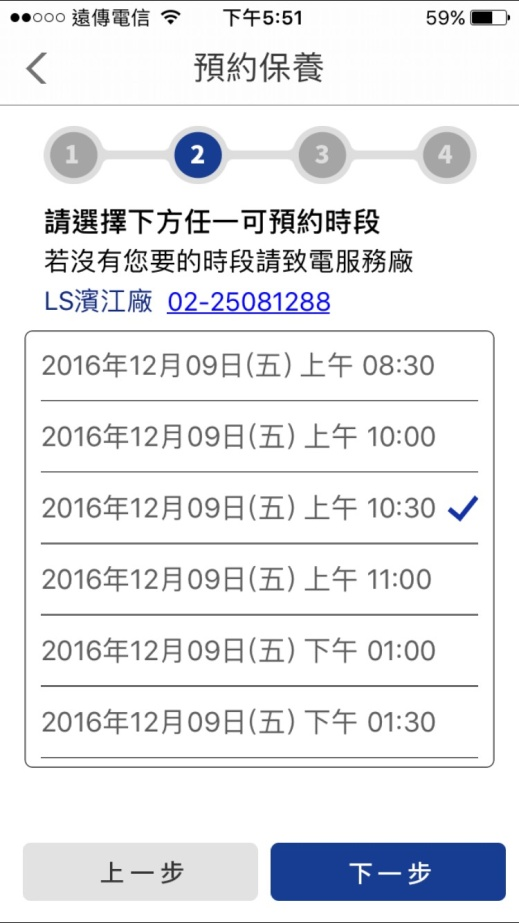 遠傳電信 下午5:51 59%
預約保養
1 2 3 4
請選擇下方任一可預約時段
若沒有您要的時段請致電服務廠
LS濱江廠 02-25081288
2016年12月09日(五) 上午 08:30
2016年12月09日(五) 上午 10:00
2016年12月09日(五) 上午 10:30
2016年12月09日(五) 上午 11:00
2016年12月09日(五) 下午 01:00
2016年12月09日(五) 下午 01:30
上一步 下一步